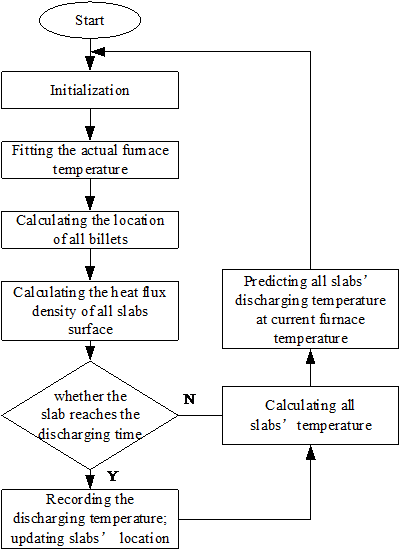 Start
Initialization
Fitting the actual furnace
temperature
Calculating the location
of all billets
Calculating the heat flux
density of all slabs
surface
whether the
slab reaches the
discharging time
N
Y
Recording the
discharging temperature;
updating slabs’ location
Calculating all
slabs’ temperature
Predicting all slabs’
discharging temperature
at current furnace
temperature